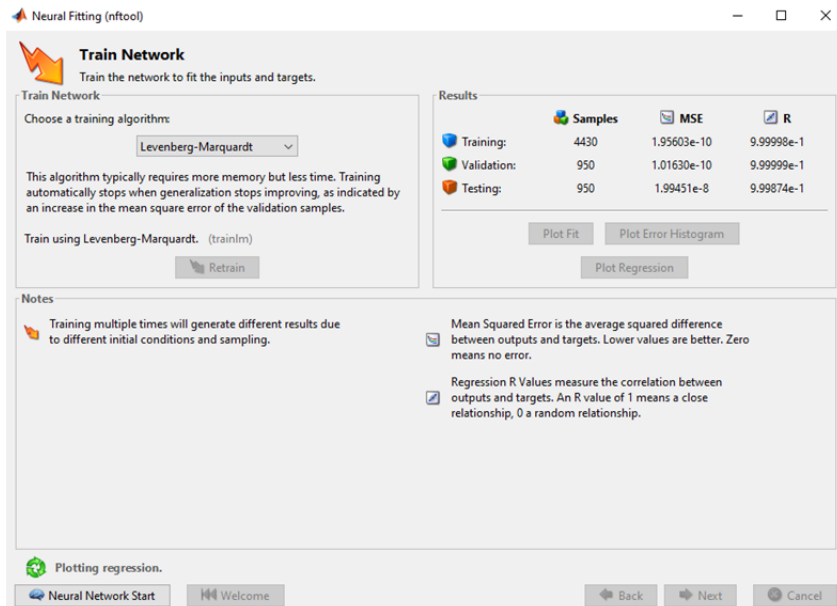 Neural Fitting (nftool)
Train Network
Train the network to fit the inputs and targets.
Train Network
Choose a training algorithm:
Levenberg-Marquardt
This algorithm typically requires more memory but less time. Training
automatically stops when generalization stops improving, as indicated by
an increase in the mean square error of the validation samples.
Train using Levenberg-Marquardt. (trainlm)
Retrain
Results
Samples MSE R
Training: 4430 1.95603e-10 9.99998e-1
Validation: 950 1.01630e-10 9.99999e-1
Testing: 950 1.99451e-8 9.99874e-1
Plot Fit Plot Error Histogram
Plot Regression
Notes
Training multiple times will generate different results due
to different initial conditions and sampling.
Mean Squared Error is the average squared difference
between outputs and targets. Lower values are better. Zero
means no error.
Regression R Values measure the correlation between
outputs and targets. An R value of 1 means a close
relationship, 0 a random relationship.
Plotting regression.
Neural Network Start Welcome Back Next Cancel